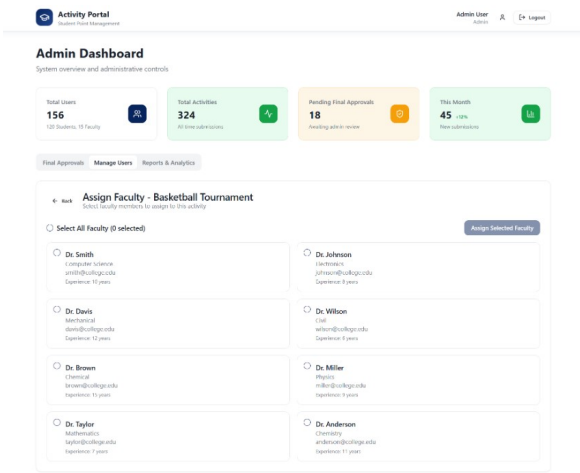 Activity Portal
Student Point Management
Admin User
Admin
Logout
Admin Dashboard
System overview and administrative controls
Total Users
156
120 Students, 15 Faculty
Total Activities
324
All time submissions
Pending Final Approvals
18
Awaiting admin review
This Month
45 +12%
New submissions
Final Approvals Manage Users Reports & Analytics
Back
Assign Faculty - Basketball Tournament
Select faculty members to assign to this activity
Select All Faculty (0 selected)
Assign Selected Faculty
Dr. Smith
Computer Science
smith@college.edu
Experience: 10 years
Dr. Johnson
Electronics
johnson@college.edu
Experience: 8 years
Dr. Davis
Mechanical
davis@college.edu
Experience: 12 years
Dr. Wilson
Civil
wilson@college.edu
Experience: years
Dr. Brown
Chemical
brown@college.edu
Experience: 15 years
Dr. Miller
Physics
miller@college.edu
Experience: 9 years
Dr. Taylor
Mathematics
taylor@college.edu
Experience: 7 years
Dr. Anderson
Chemistry
anderson@college.edu
Experience: 11 years